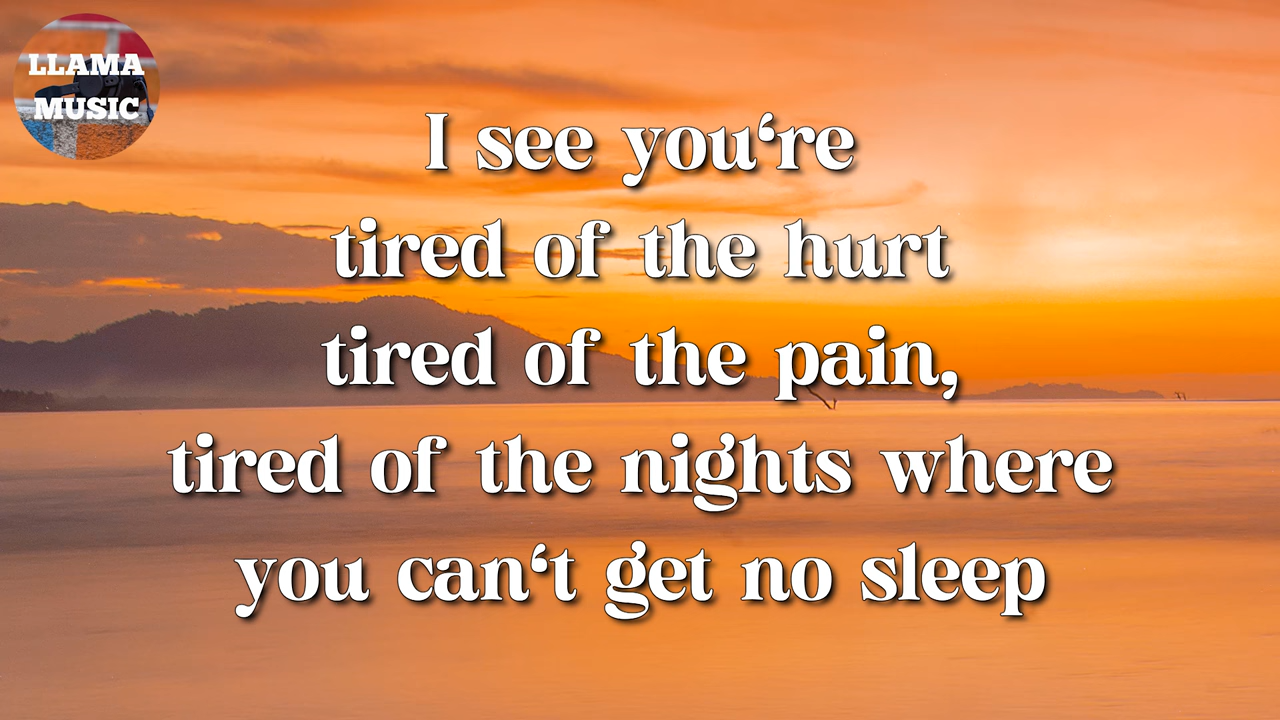 LLAMA
MUSIC
I see you‘re
tired of the hurt
tired of the pain,
tired of the nights where
you can‘t get no sleep